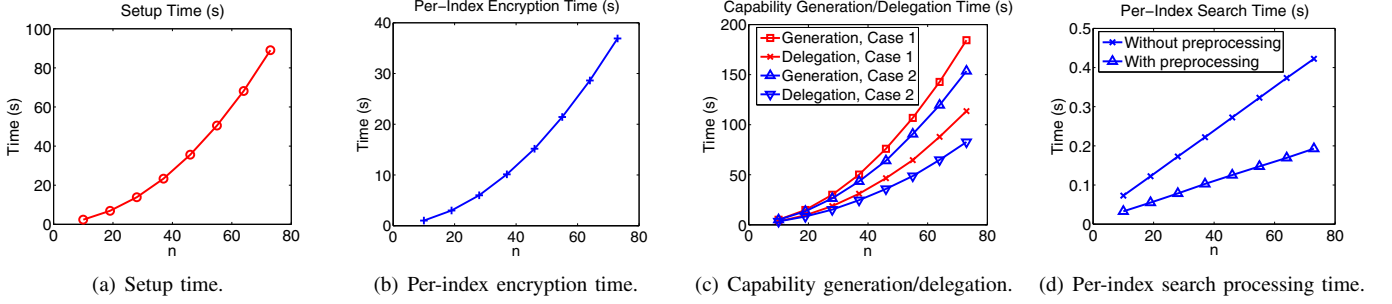 Setup Time (s)
100
80
60
40
20
0
Time (s)
0 20 40 60 80
n
(a) Setup time.
Per-Index Encryption Time (s)
40
30
20
10
0
Time (s)
0 20 40 60 80
n
(b) Per-index encryption time.
Capability Generation/Delegation Time (s)
200
150
100
50
0
Time (s)
Generation, Case 1
Delegation, Case 1
Generation, Case 2
Delegation, Case 2
0 20 40 60 80
n
(c) Capability generation/delegation.
Per-Index Search Time (s)
0.5
0.4
0.3
0.2
0.1
0
Time (s)
Without preprocessing
With preprocessing
0 20 40 60 80
n
(d) Per-index search processing time.